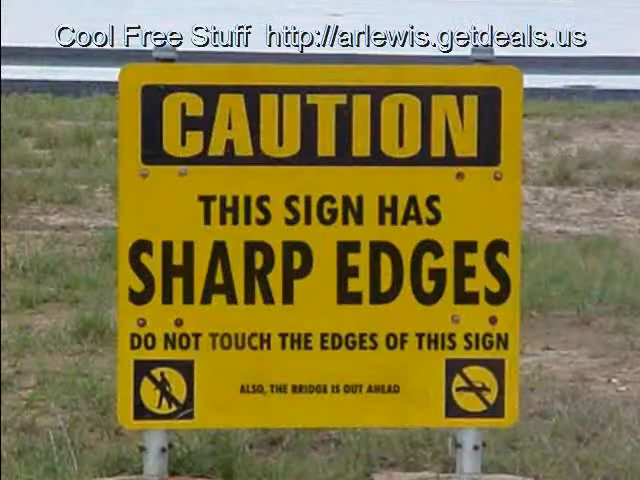 Cool Free Stuff http://arlewis.getdeals.us
CAUTION
THIS SIGN HAS
SHARP EDGES
DO NOT TOUCH THE EDGES OF THIS SIGN
ALSO, THE BRIDGE IS OUT AHEAD